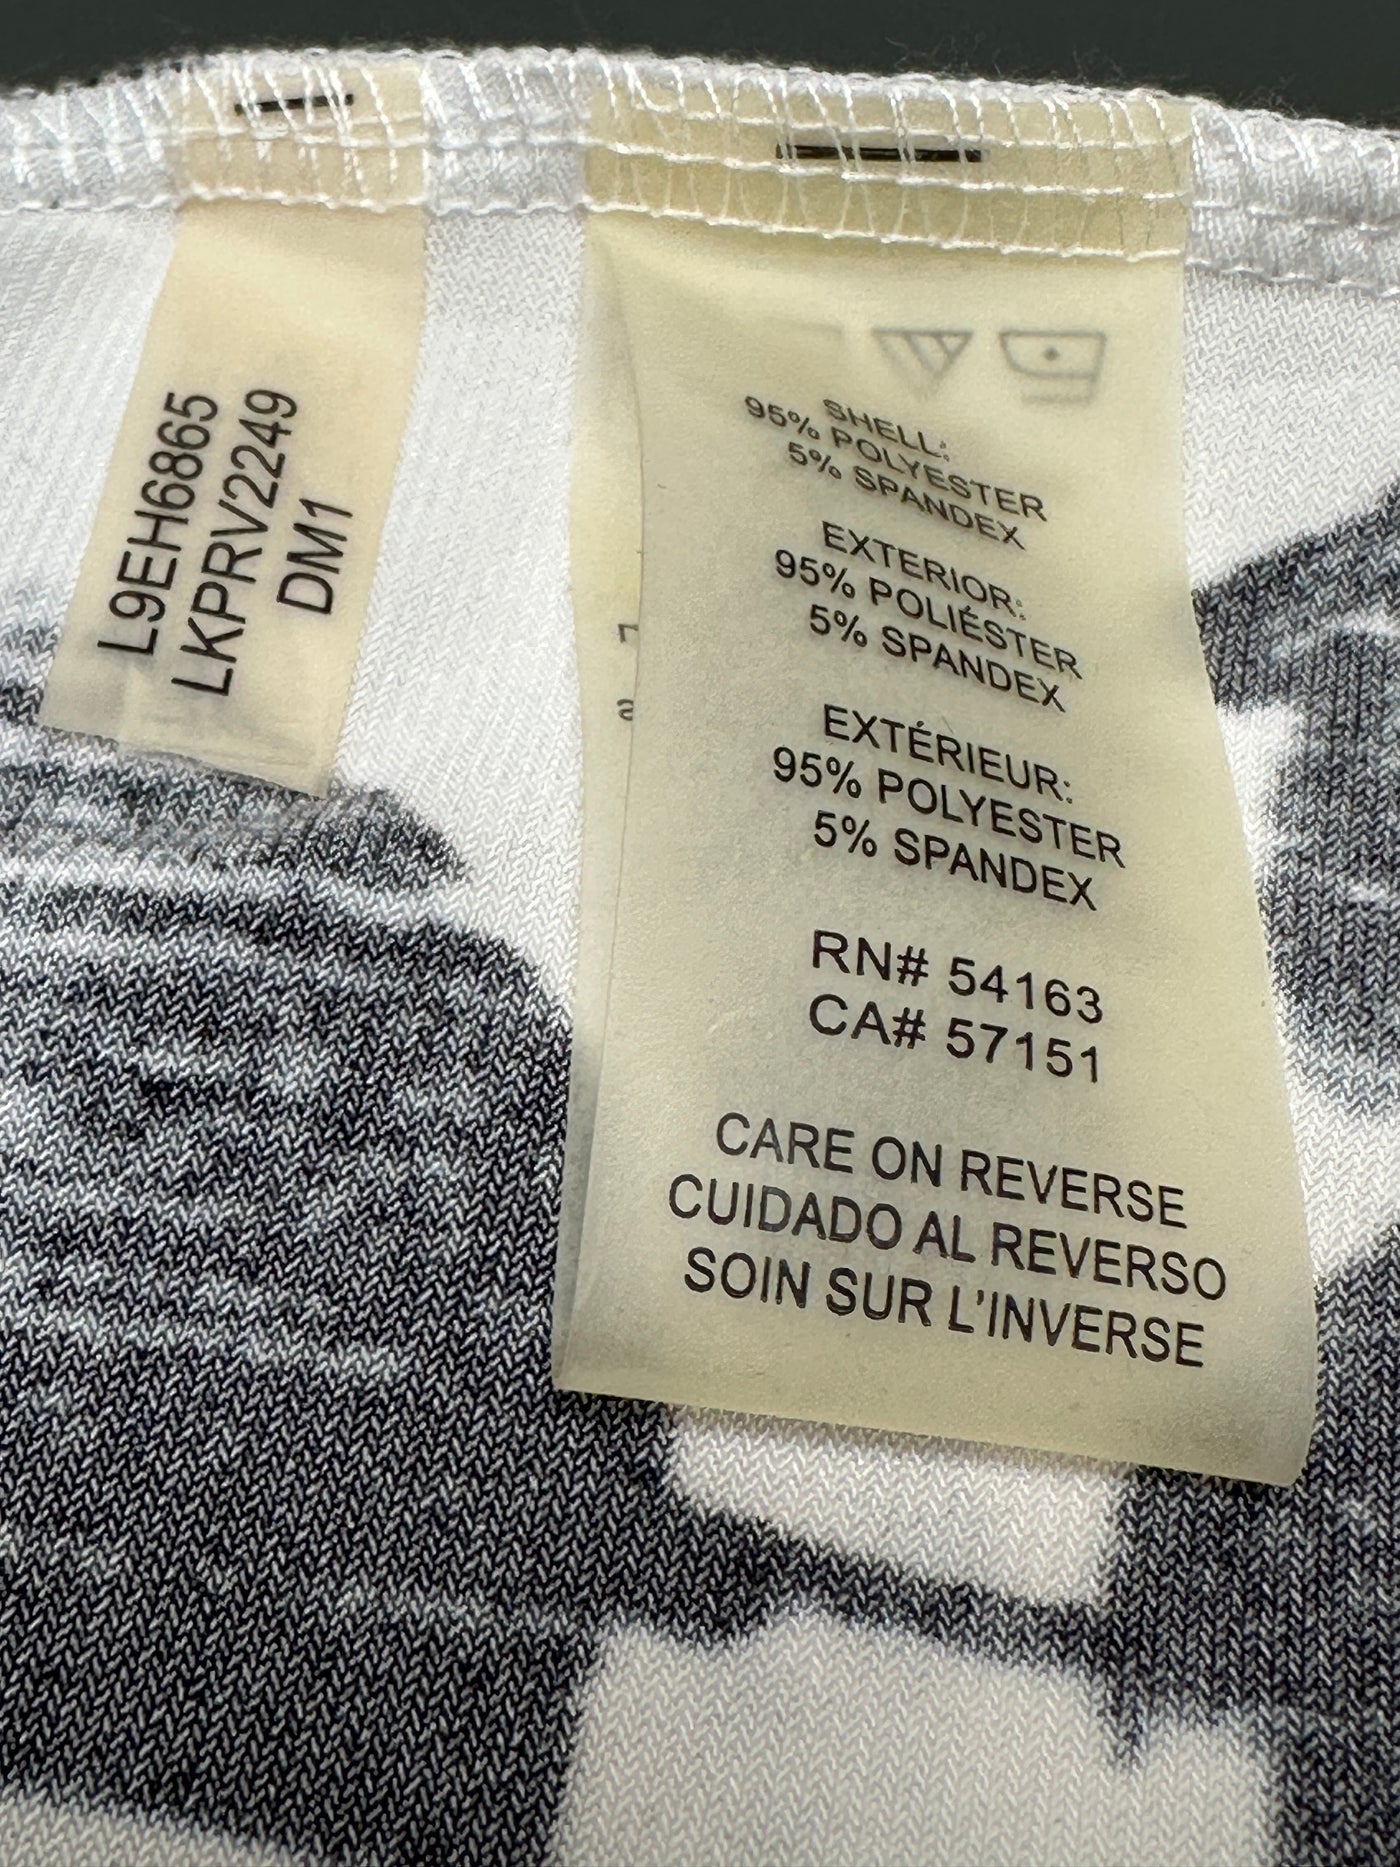 L9EH6865
LKPRV2249
DM1
SHELL:
95% POLYESTER
5% SPANDEX
EXTERIOR:
95% POLIÉSTER
5% SPANDEX
EXTÉRIEUR:
95% POLYESTER
5% SPANDEX
RN# 54163
CA# 57151
CARE ON REVERSE
CUIDADO AL REVERSO
SOIN SUR L'INVERSE